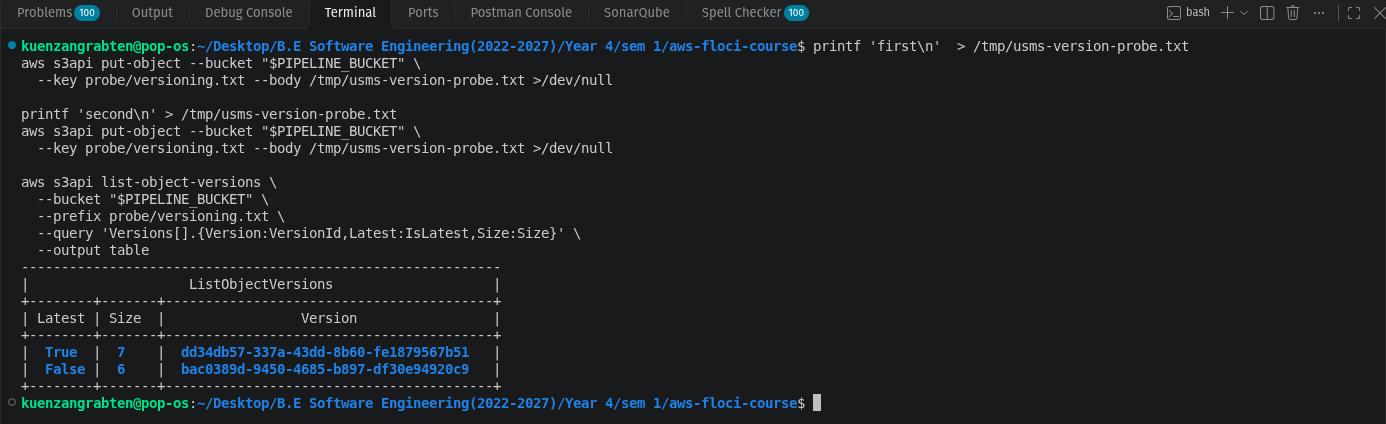 Problems 100 Output Debug Console Terminal Ports Postman Console SonarQube Spell Checker 100 bash
kuenzangrabten@pop-os:~/Desktop/B.E Software Engineering(2022-2027)/Year 4/sem 1/aws-floci-course$ printf 'first\n'  > /tmp/usms-version-probe.txt
aws s3api put-object --bucket "$PIPELINE_BUCKET" \
  --key probe/versioning.txt --body /tmp/usms-version-probe.txt >/dev/null
printf 'second\n' > /tmp/usms-version-probe.txt
aws s3api put-object --bucket "$PIPELINE_BUCKET" \
  --key probe/versioning.txt --body /tmp/usms-version-probe.txt >/dev/null
aws s3api list-object-versions \
  --bucket "$PIPELINE_BUCKET" \
  --prefix probe/versioning.txt \
  --query 'Versions[].{Version:VersionId,Latest:IsLatest,Size:Size}' \
  --output table
------------------------------------------------------------
|                    ListObjectVersions                    |
+--------+-------+-----------------------------------------+
| Latest | Size  |                 Version                 |
+--------+-------+-----------------------------------------+
|  True  |  7    |  dd34db57-337a-43dd-8b60-fe1879567b51   |
|  False |  6    |  bac0389d-9450-4685-b897-df30e94920c9   |
+--------+-------+-----------------------------------------+
kuenzangrabten@pop-os:~/Desktop/B.E Software Engineering(2022-2027)/Year 4/sem 1/aws-floci-course$